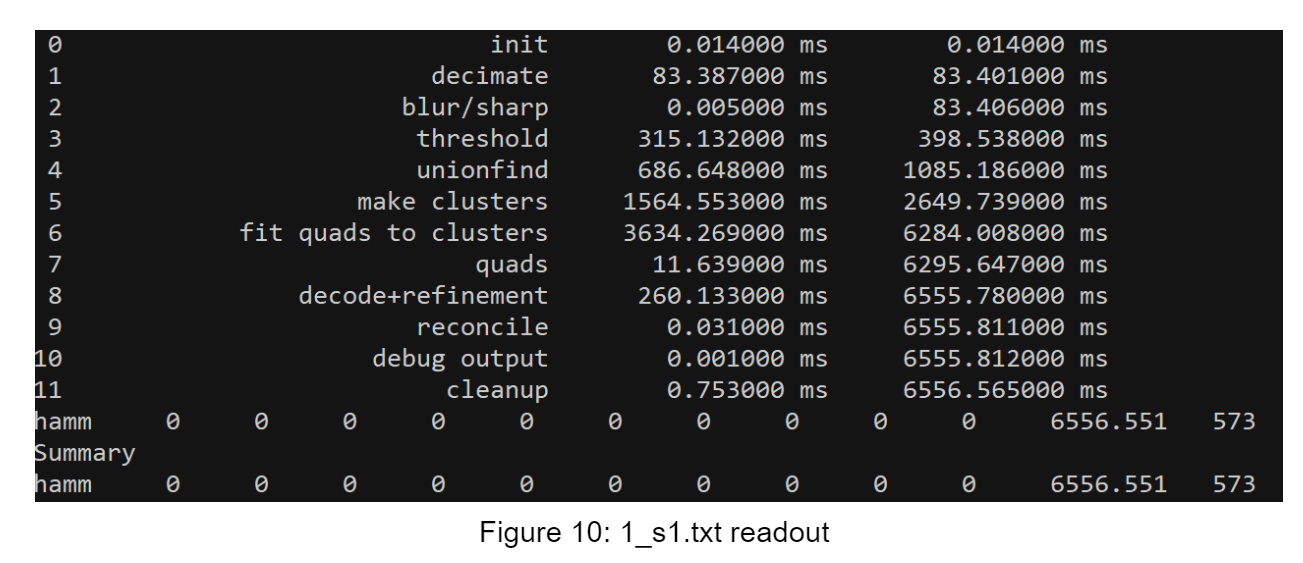 0 init 0.014000 ms 0.014000 ms
1 decimate 83.387000 ms 83.401000 ms
2 blur/sharp 0.005000 ms 83.406000 ms
3 threshold 315.132000 ms 398.538000 ms
4 unionfind 686.648000 ms 1085.186000 ms
5 make clusters 1564.553000 ms 2649.739000 ms
6 fit quads to clusters 3634.269000 ms 6284.008000 ms
7 quads 11.639000 ms 6295.647000 ms
8 decode+refinement 260.133000 ms 6555.780000 ms
9 reconcile 0.031000 ms 6555.811000 ms
10 debug output 0.001000 ms 6555.812000 ms
11 cleanup 0.753000 ms 6556.565000 ms
hamm 0 0 0 0 0 0 0 0 0 0 6556.551 573
Summary
hamm 0 0 0 0 0 0 0 0 0 0 6556.551 573
Figure 10: 1_s1.txt readout